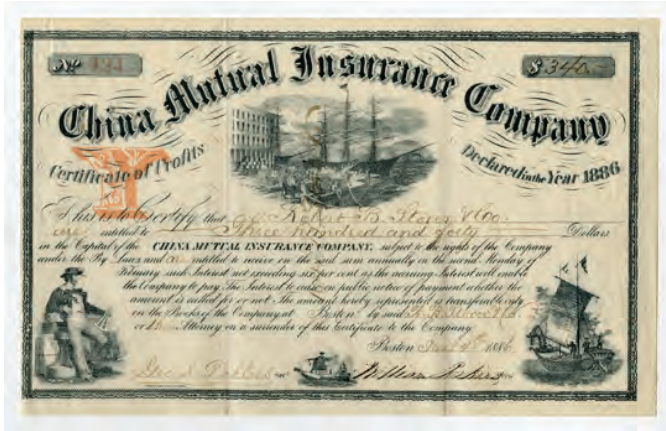 No 434 $340
China Mutual Insurance Company
Certificate of Profits Declared in the Year 1886
This is to Certify that Robert B. Storer & Co.
are entitled to Three hundred and forty Dollars
in the Capital of the CHINA MUTUAL INSURANCE COMPANY, subject to the rights of the Company
under the By Laws and are entitled to receive on the said sum annually on the second Monday of
February such Interest not exceeding six per cent as the accruing Interest will enable
the Company to pay. The Interest to cease on public notice of payment whether the
amount is called for or not. The amount hereby represented is transferable only
on the Books of the Company at Boston by said
or Attorney on a surrender of this Certificate to the Company
Boston 1886
William